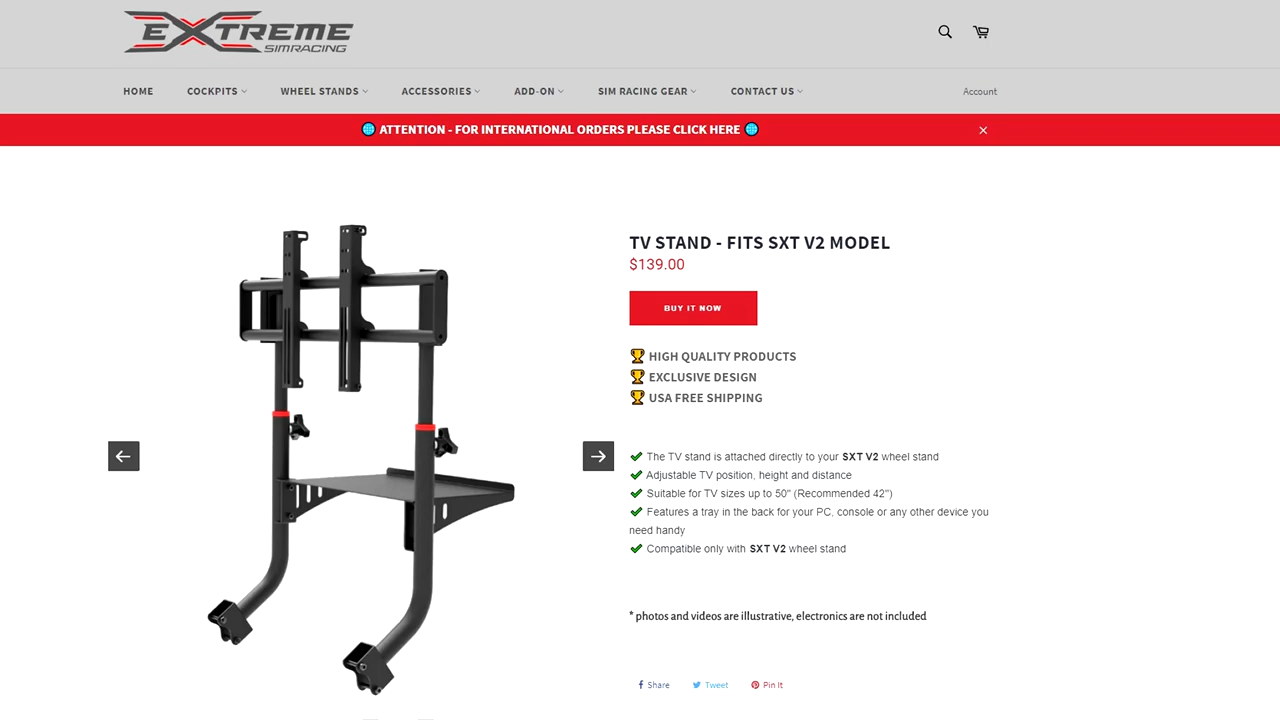 EXTREME
SIMRACING
HOME
COCKPITS
WHEEL STANDS
ACCESSORIES
ADD-ON
SIM RACING GEAR
CONTACT US
Account
ATTENTION - FOR INTERNATIONAL ORDERS PLEASE CLICK HERE
TV STAND - FITS SXT V2 MODEL
$139.00
BUY IT NOW
HIGH QUALITY PRODUCTS
EXCLUSIVE DESIGN
USA FREE SHIPPING
The TV stand is attached directly to your SXT V2 wheel stand
Adjustable TV position, height and distance
Suitable for TV sizes up to 50" (Recommended 42")
Features a tray in the back for your PC, console or any other device you
need handy
Compatible only with SXT V2 wheel stand
* photos and videos are illustrative, electronics are not included
Share
Tweet
Pin It